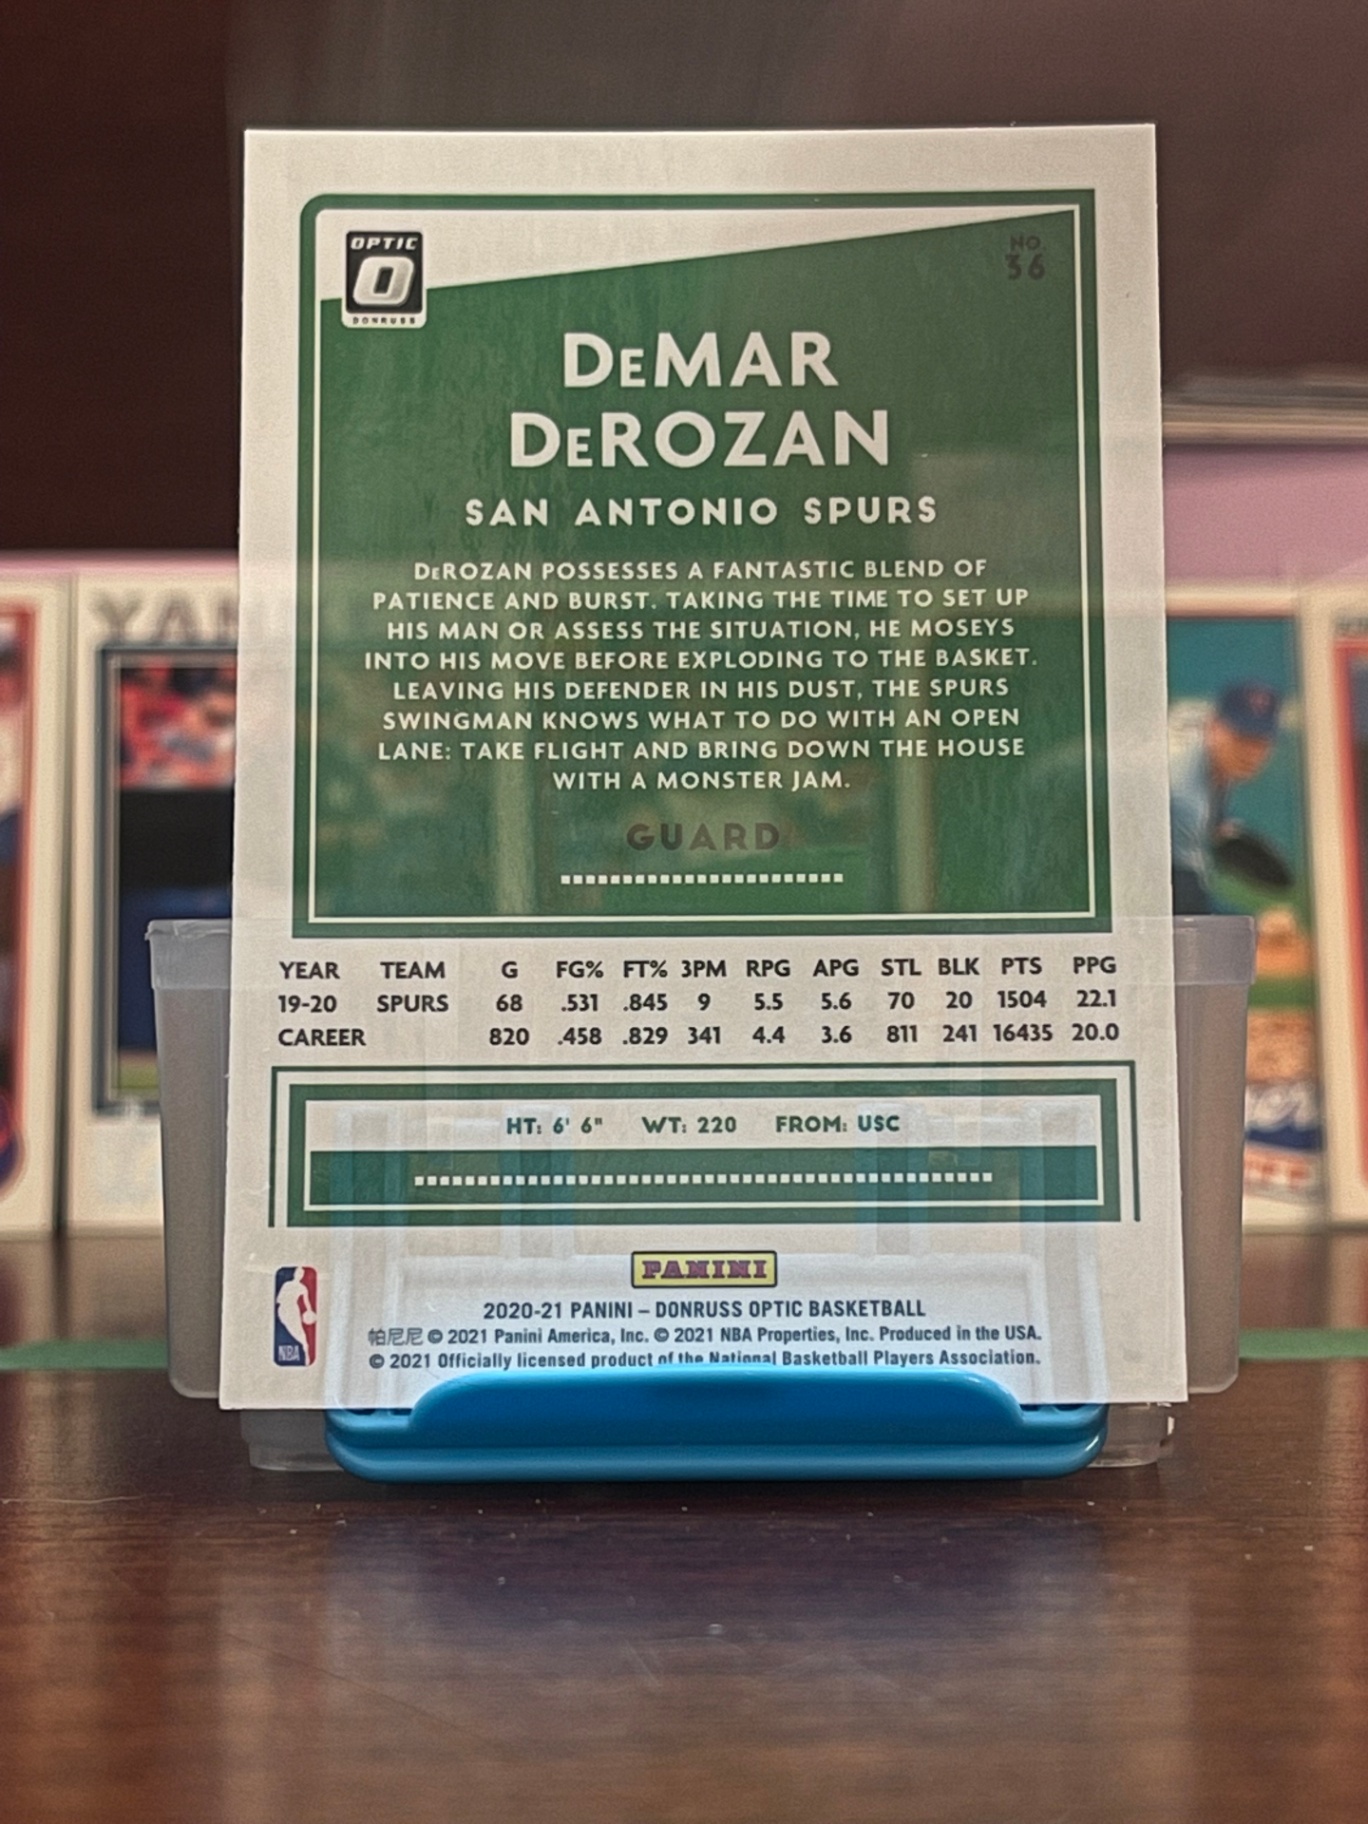 YAN
OPTIC
O
DONRUSS
NO.
36
DeMAR
DeROZAN
SAN ANTONIO SPURS
DeROZAN POSSESSES A FANTASTIC BLEND OF
PATIENCE AND BURST. TAKING THE TIME TO SET UP
HIS MAN OR ASSESS THE SITUATION, HE MOSEYS
INTO HIS MOVE BEFORE EXPLODING TO THE BASKET.
LEAVING HIS DEFENDER IN HIS DUST, THE SPURS
SWINGMAN KNOWS WHAT TO DO WITH AN OPEN
LANE: TAKE FLIGHT AND BRING DOWN THE HOUSE
WITH A MONSTER JAM.
GUARD
YEAR TEAM G FG% FT% 3PM RPG APG STL BLK PTS PPG
19-20 SPURS 68 .531 .845 9 5.5 5.6 70 20 1504 22.1
CAREER 820 .458 .829 341 4.4 3.6 811 241 16435 20.0
HT: 6' 6" WT: 220 FROM: USC
PANINI
NBA
2020-21 PANINI – DONRUSS OPTIC BASKETBALL
帕尼尼 © 2021 Panini America, Inc. © 2021 NBA Properties, Inc. Produced in the USA.
© 2021 Officially licensed product of the National Basketball Players Association.